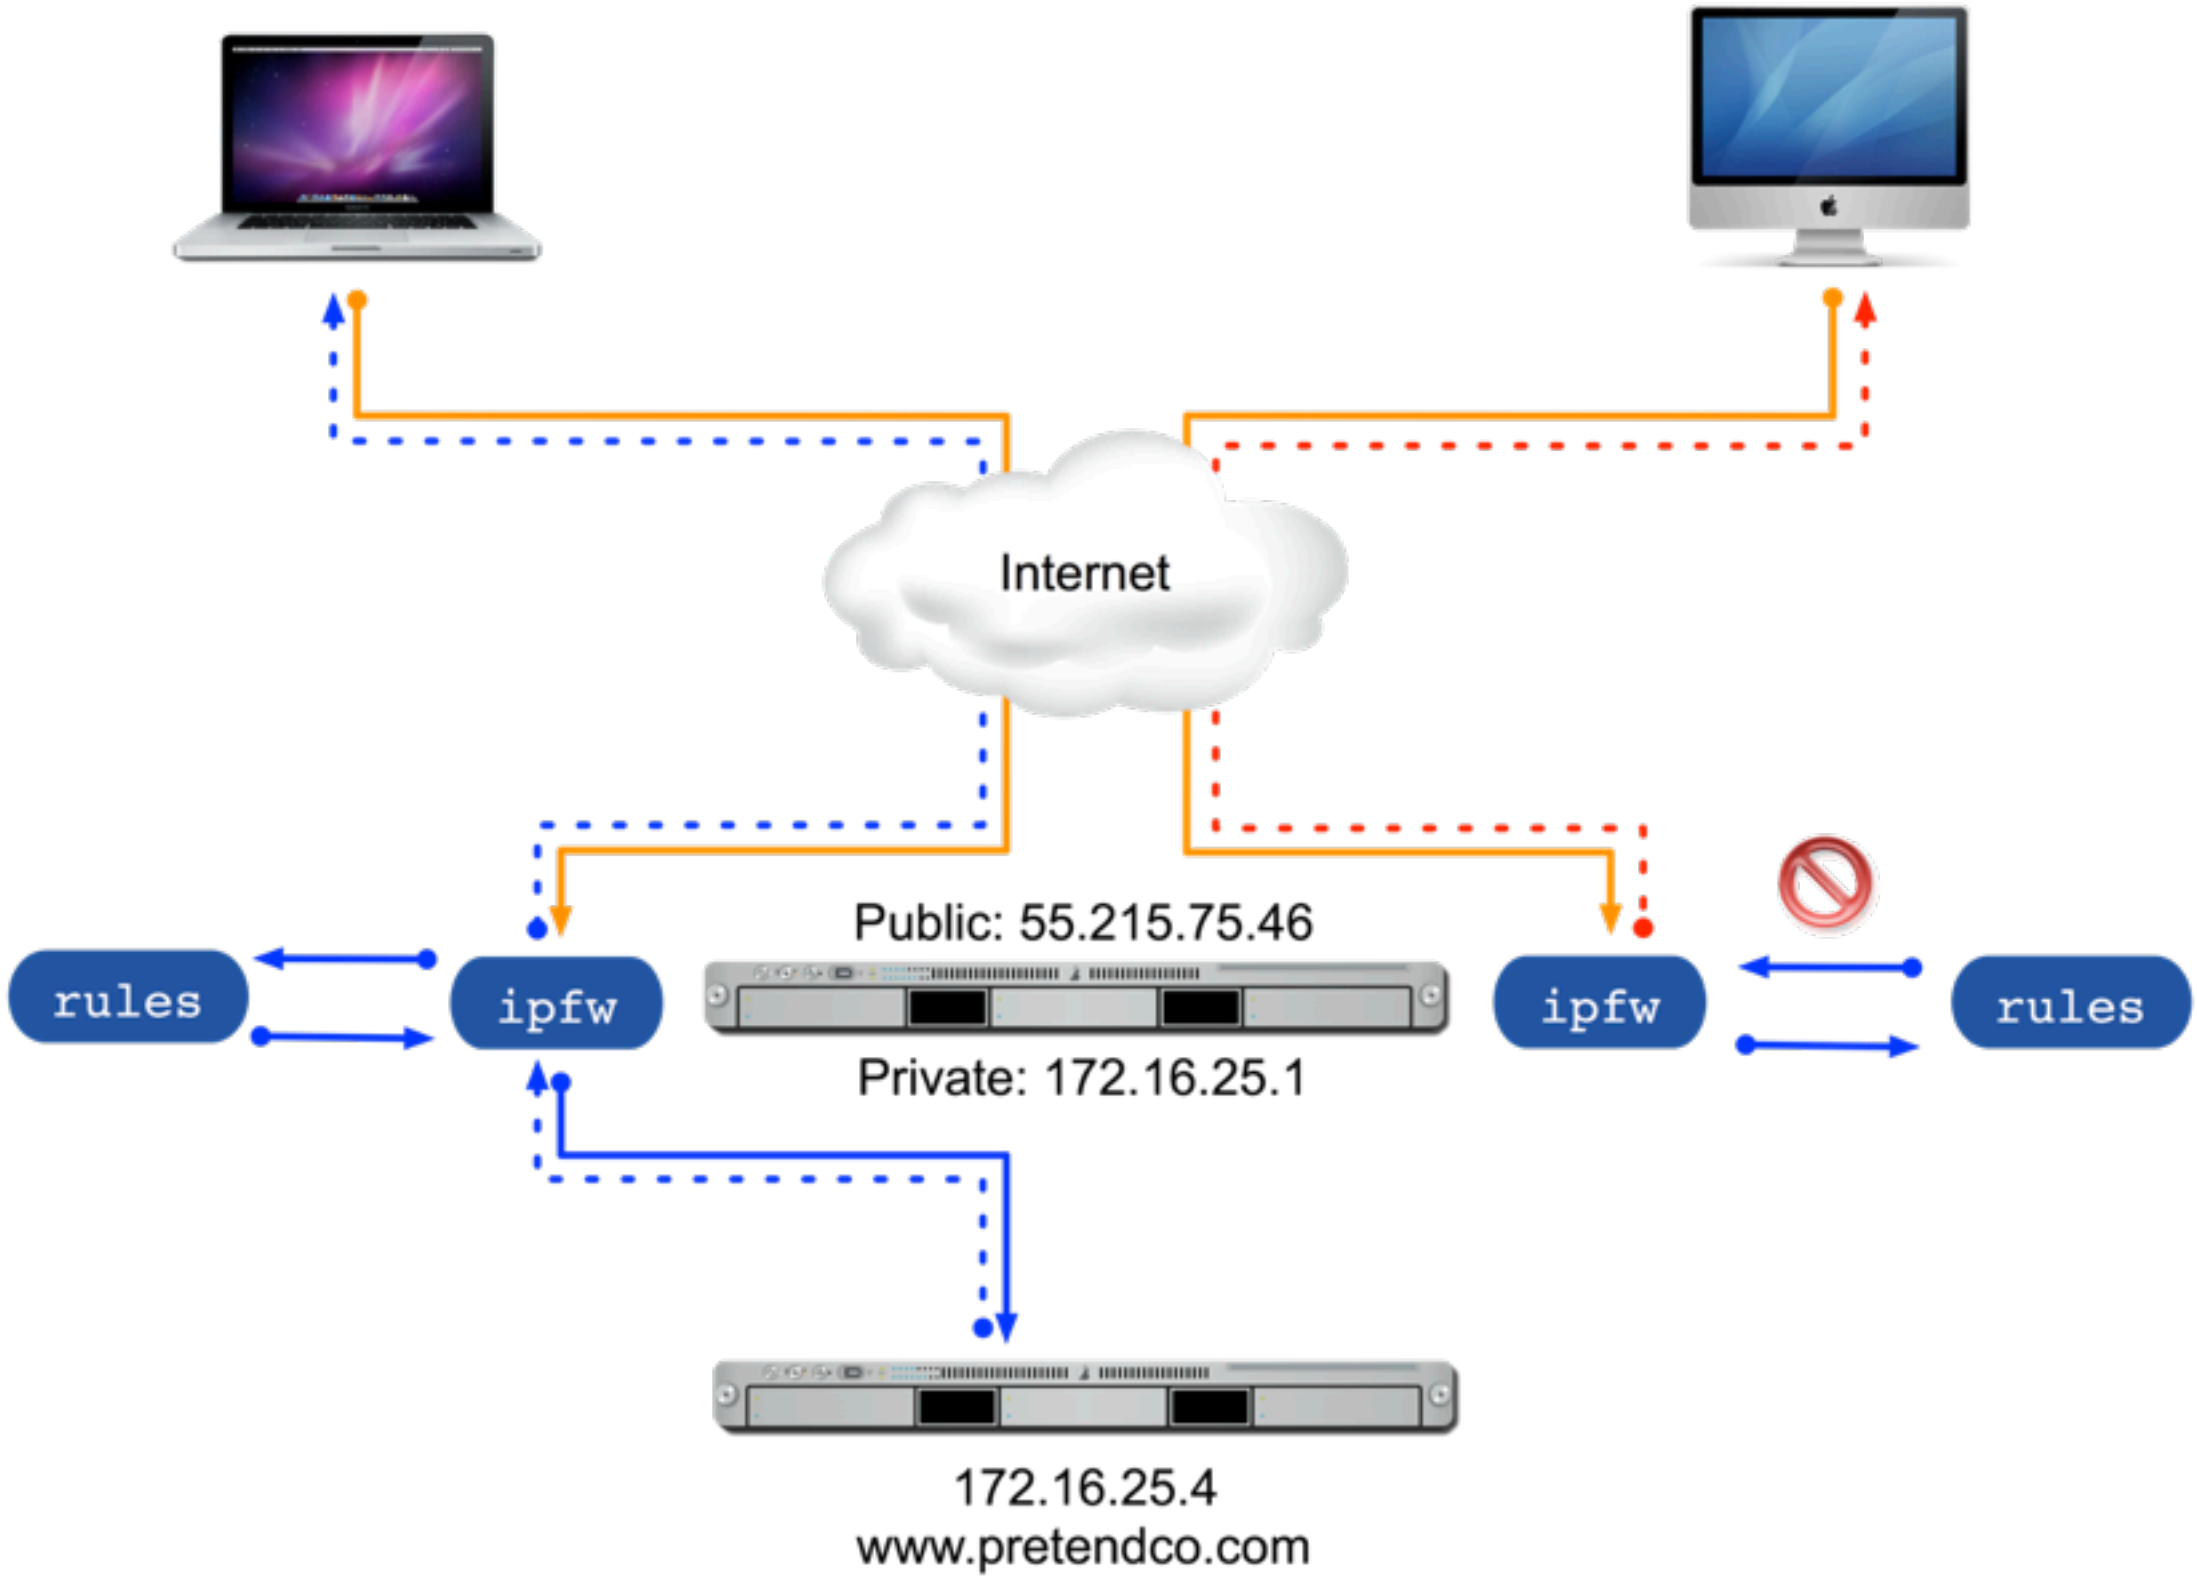 Internet
Public: 55.215.75.46
rules
ipfw
ipfw
rules
Private: 172.16.25.1
172.16.25.4
www.pretendco.com